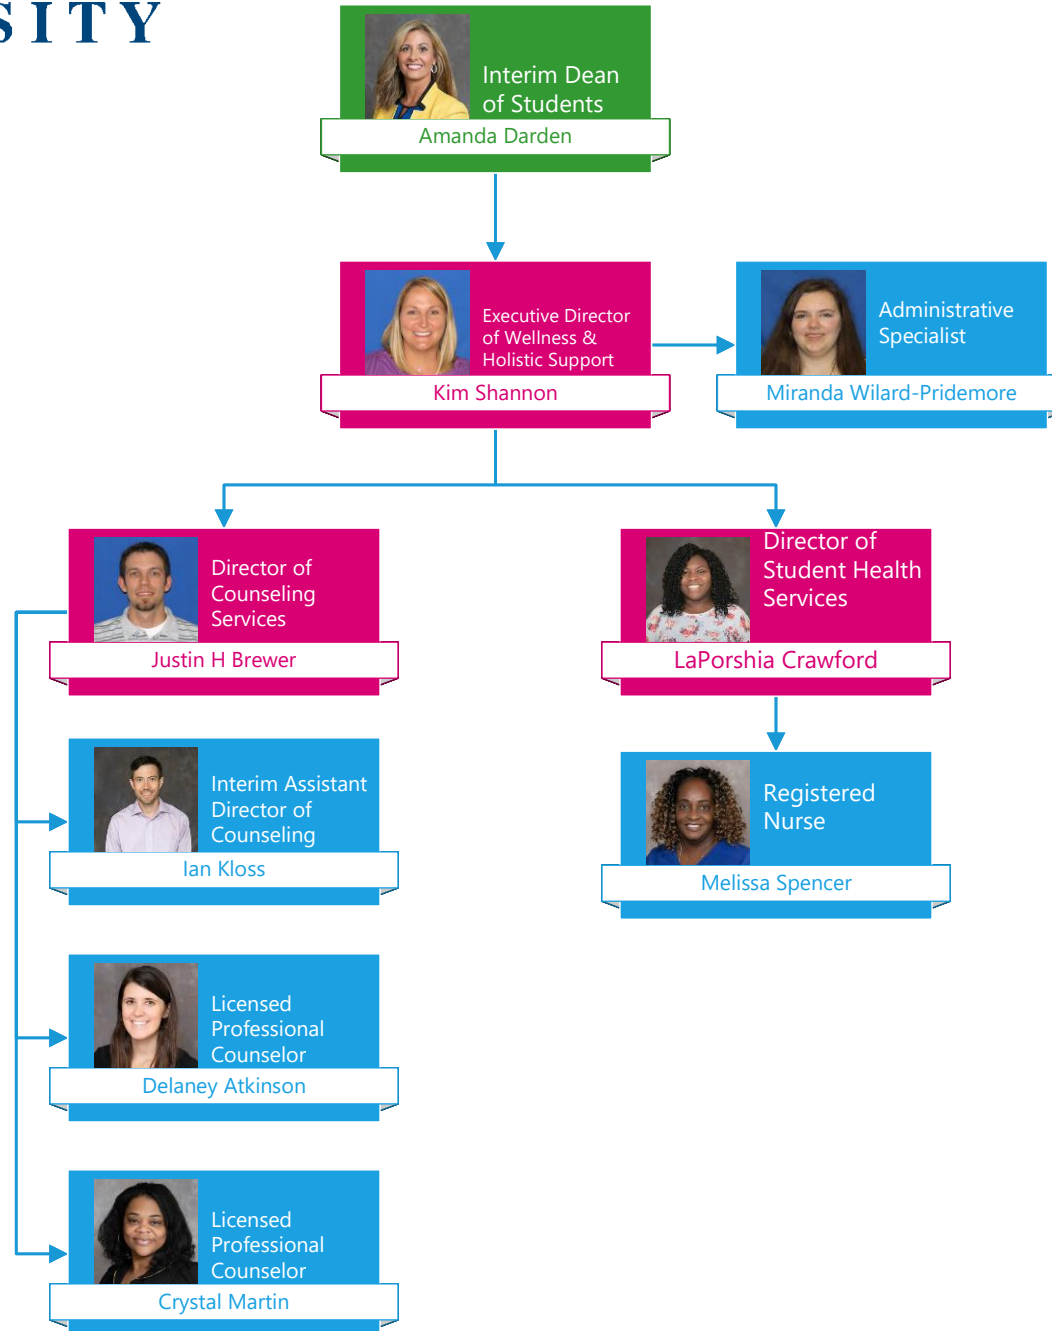 SITY
Interim Dean
of Students
Amanda Darden
Executive Director
of Wellness &
Holistic Support
Kim Shannon
Administrative
Specialist
Miranda Wilard-Pridemore
Director of
Counseling
Services
Justin H Brewer
Director of
Student Health
Services
LaPorshia Crawford
Interim Assistant
Director of
Counseling
Ian Kloss
Registered
Nurse
Melissa Spencer
Licensed
Professional
Counselor
Delaney Atkinson
Licensed
Professional
Counselor
Crystal Martin